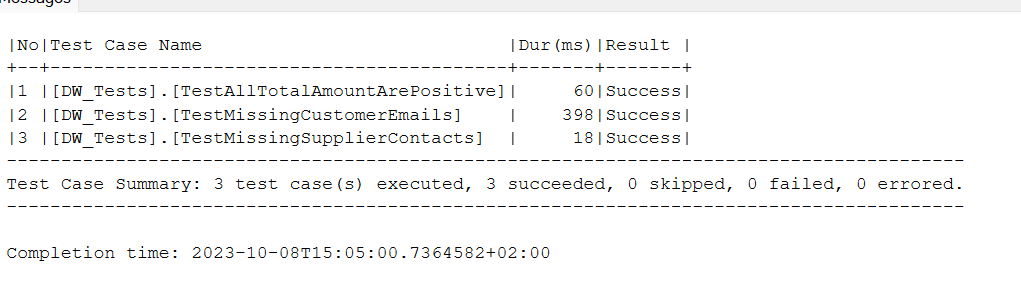 Messages
|No|Test Case Name                            |Dur(ms)|Result |
+--+------------------------------------------+-------+-------+
|1 |[DW_Tests].[TestAllTotalAmountArePositive]|     60|Success|
|2 |[DW_Tests].[TestMissingCustomerEmails]    |    398|Success|
|3 |[DW_Tests].[TestMissingSupplierContacts]  |     18|Success|
-----------------------------------------------------------------------------------------
Test Case Summary: 3 test case(s) executed, 3 succeeded, 0 skipped, 0 failed, 0 errored.
-----------------------------------------------------------------------------------------
Completion time: 2023-10-08T15:05:00.7364582+02:00